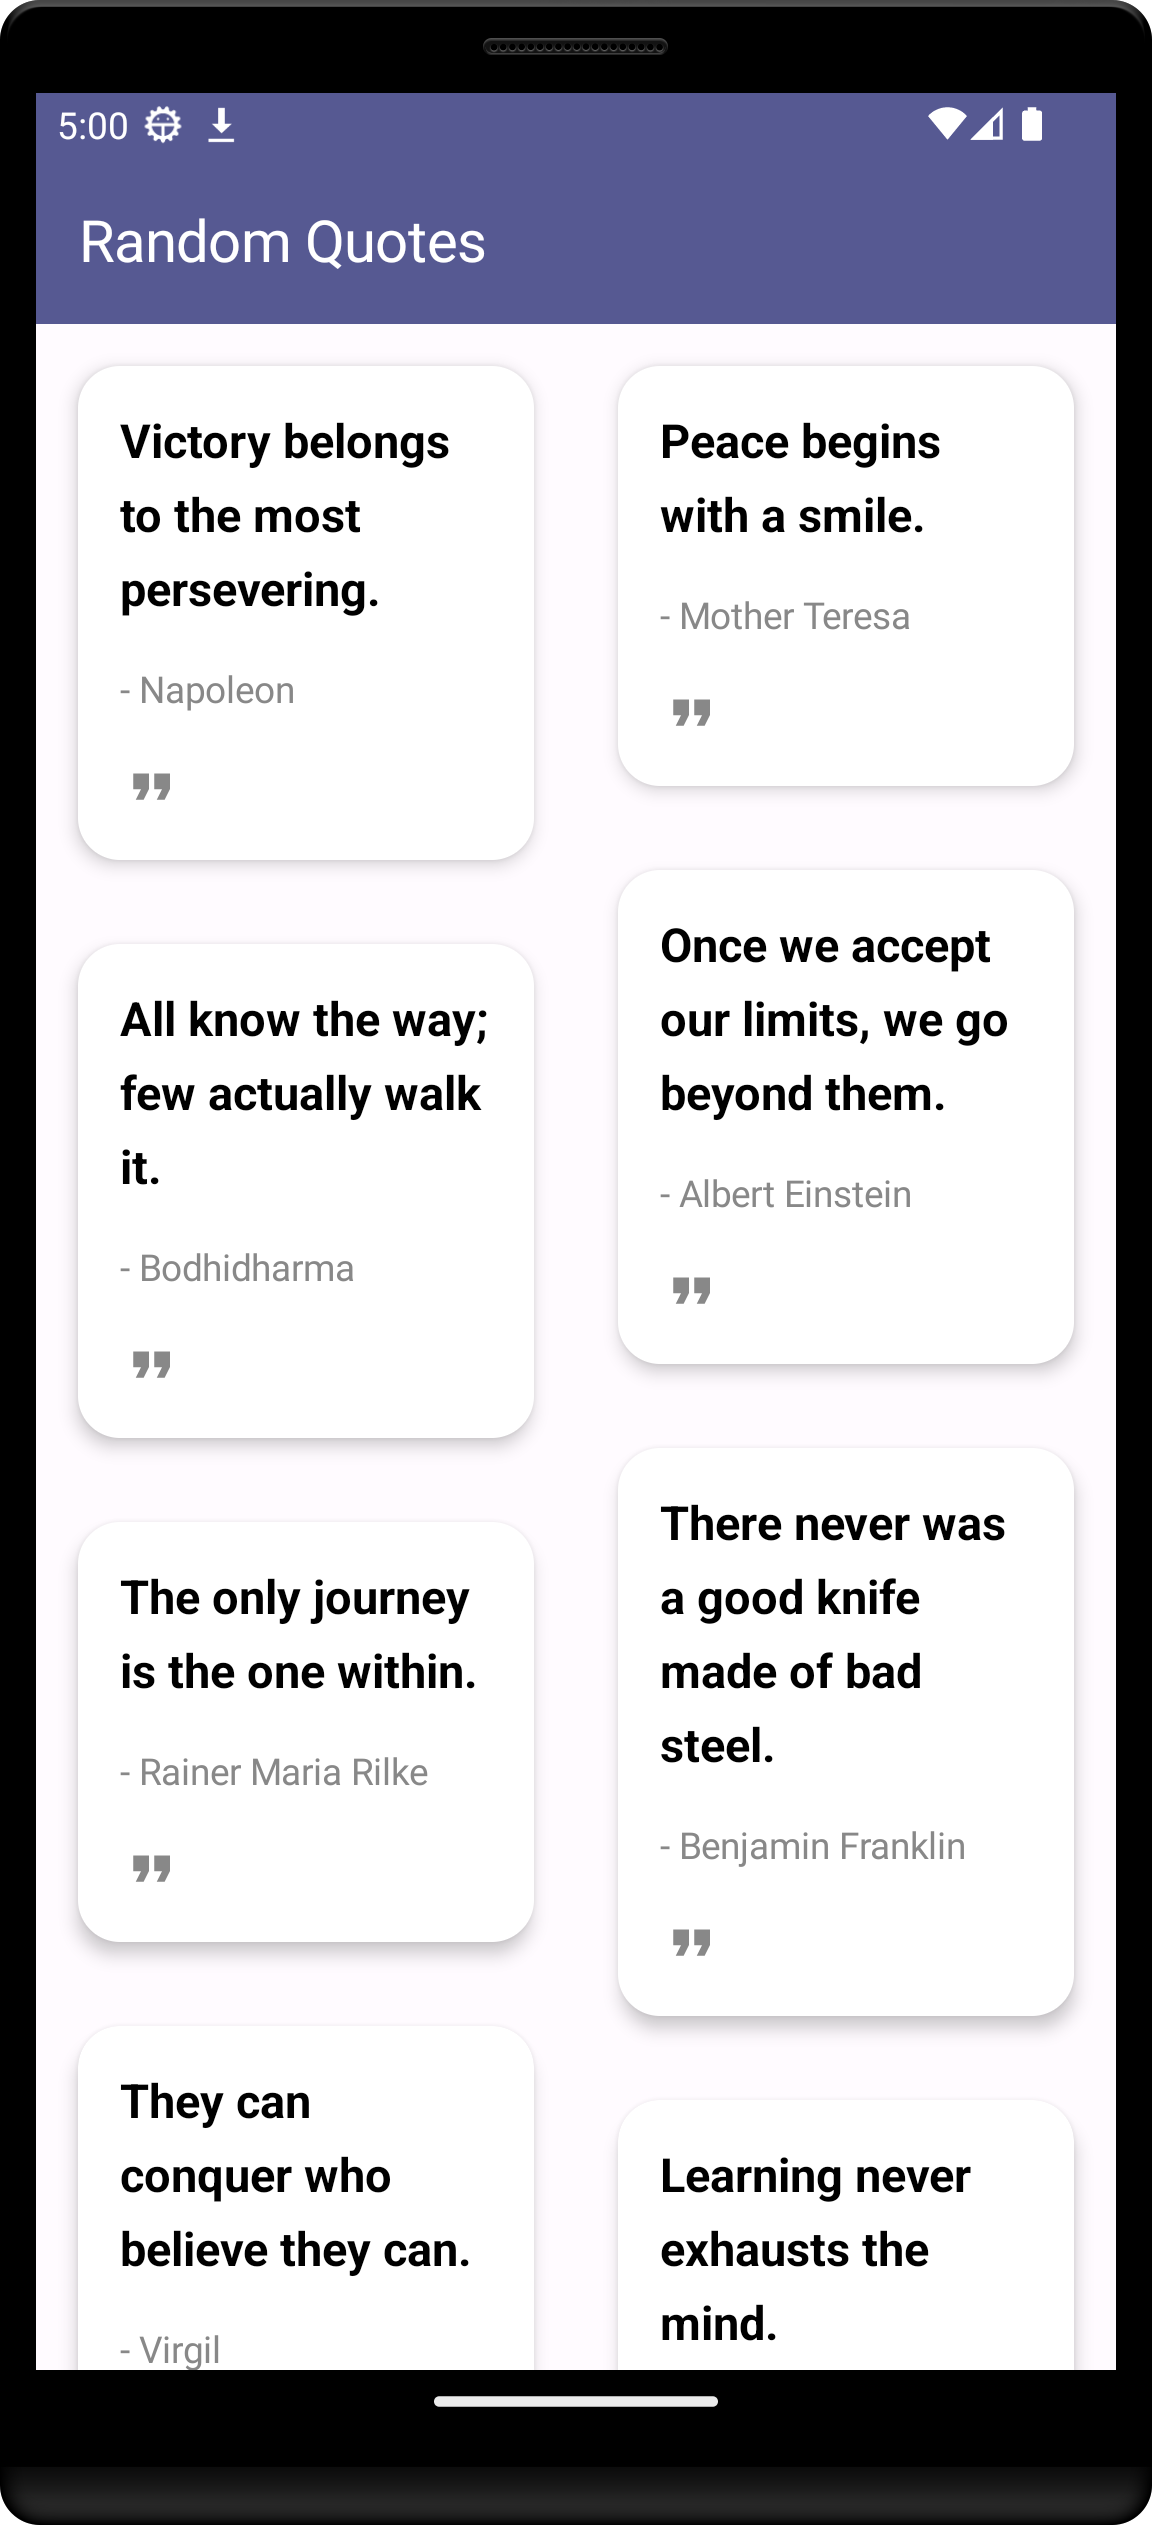 5:00
Random Quotes
Victory belongs
to the most
persevering.
- Napoleon
Peace begins
with a smile.
- Mother Teresa
All know the way;
few actually walk
it.
- Bodhidharma
Once we accept
our limits, we go
beyond them.
- Albert Einstein
The only journey
is the one within.
- Rainer Maria Rilke
There never was
a good knife
made of bad
steel.
- Benjamin Franklin
They can
conquer who
believe they can.
- Virgil
Learning never
exhausts the
mind.